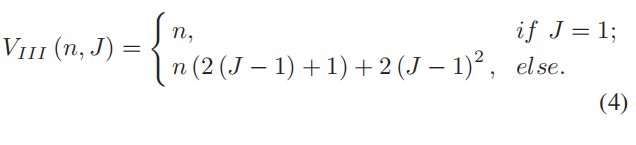 V_{III}(n, J) = { n, if J = 1;
n(2(J − 1) + 1) + 2(J − 1)^2, else.
(4)